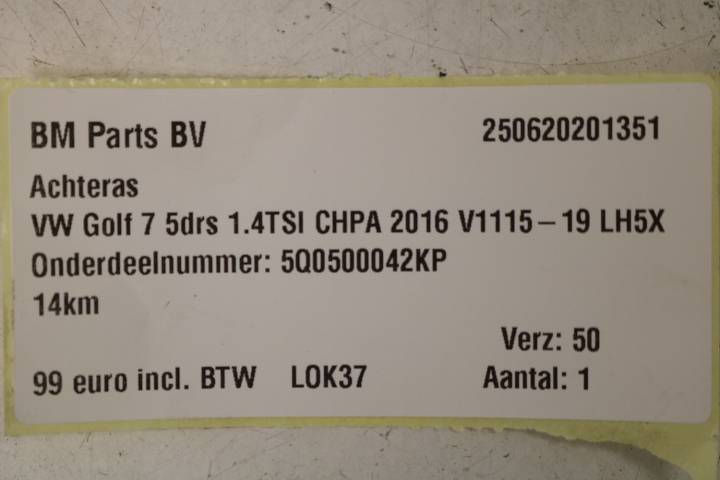 BM Parts BV 250620201351
Achteras
VW Golf 7 5drs 1.4TSI CHPA 2016 V1115-19 LH5X
Onderdeelnummer: 5Q0500042KP
14km
Verz: 50
99 euro incl. BTW LOK37 Aantal: 1